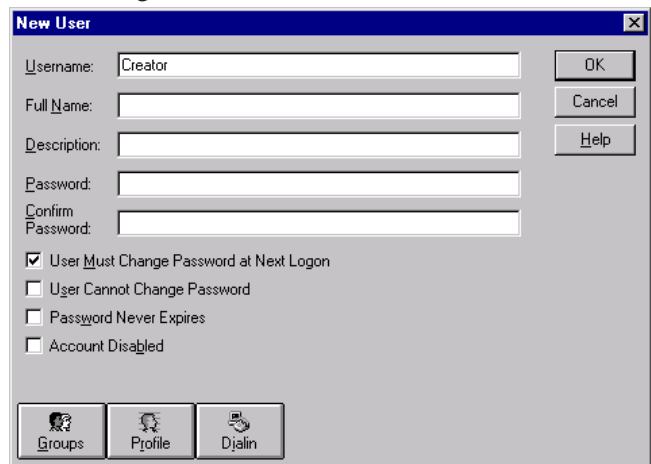 New User
Username: Creator OK
Full Name: Cancel
Description: Help
Password:
Confirm
Password:
User Must Change Password at Next Logon
User Cannot Change Password
Password Never Expires
Account Disabled
Groups Profile Dialin